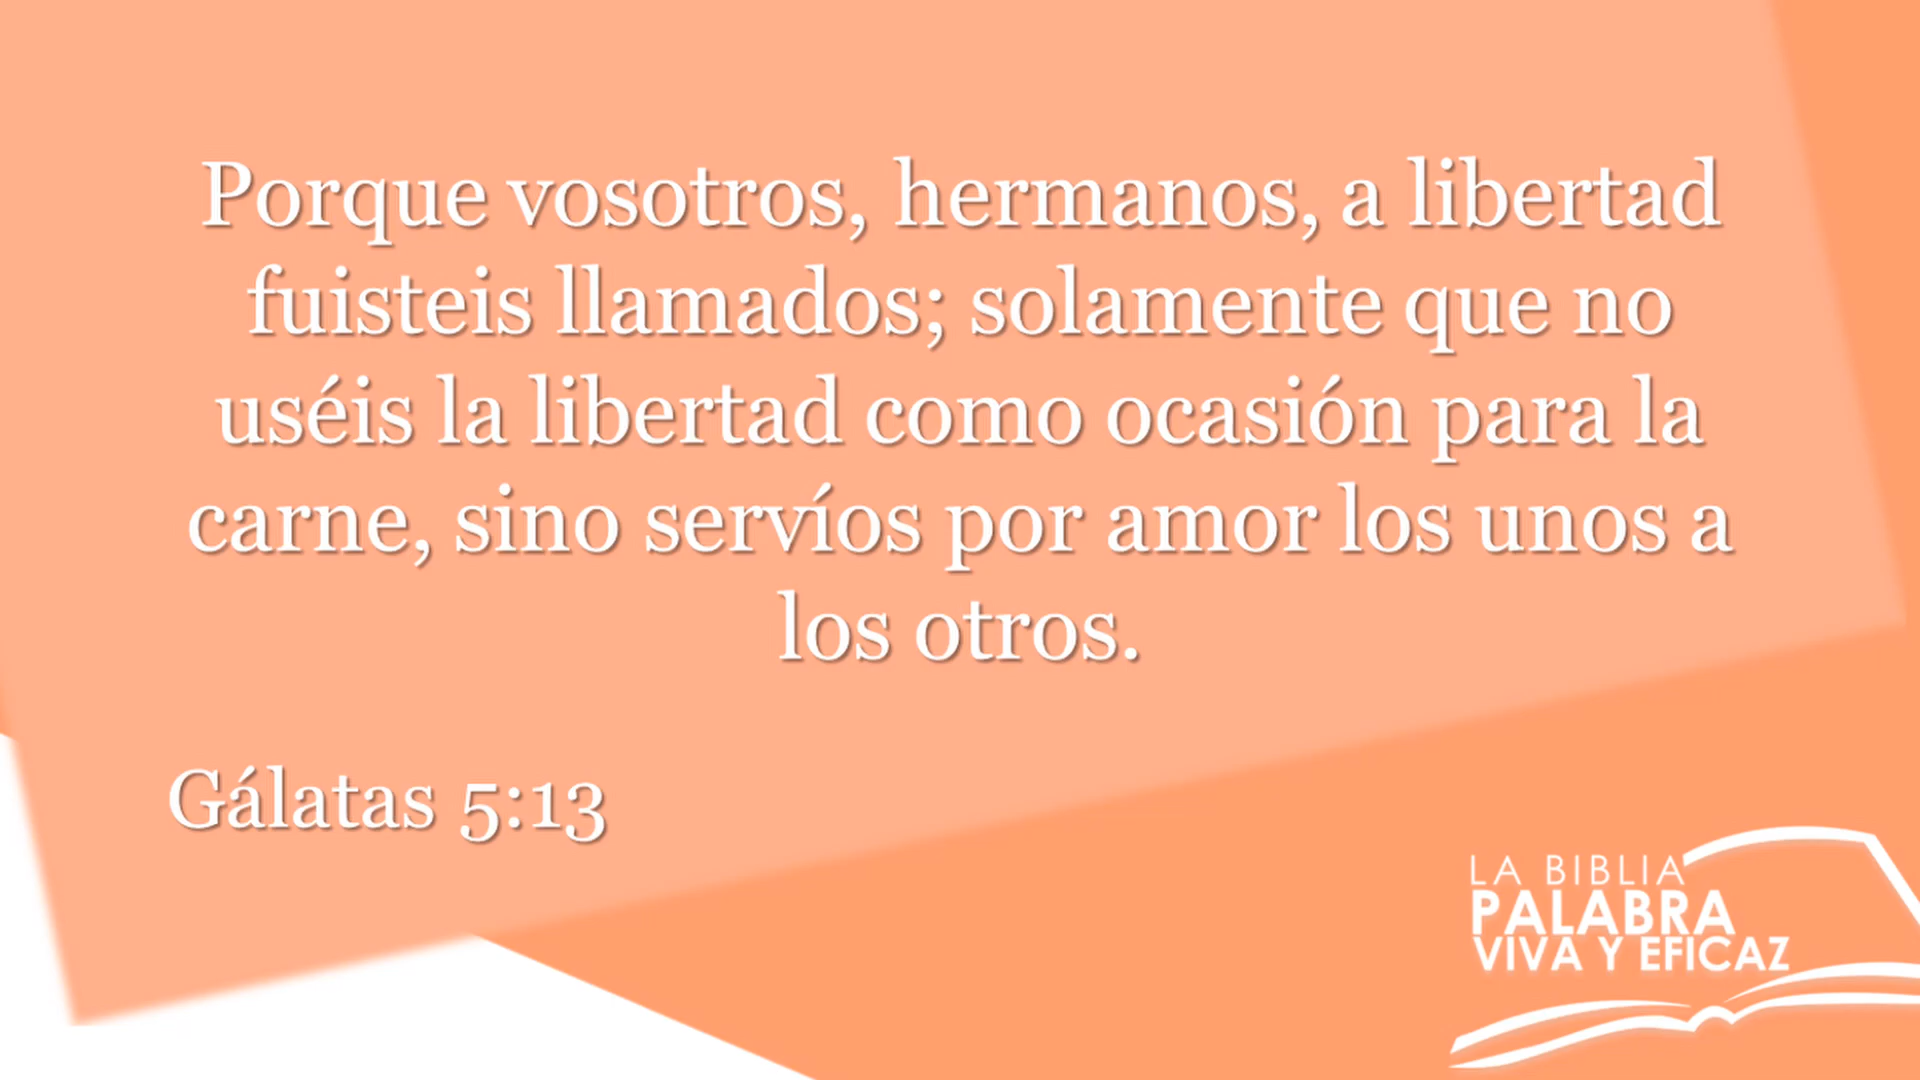 Porque vosotros, hermanos, a libertad
fuisteis llamados; solamente que no
uséis la libertad como ocasión para la
carne, sino servíos por amor los unos a
los otros.
Gálatas 5:13
LA BIBLIA
PALABRA
VIVA Y EFICAZ